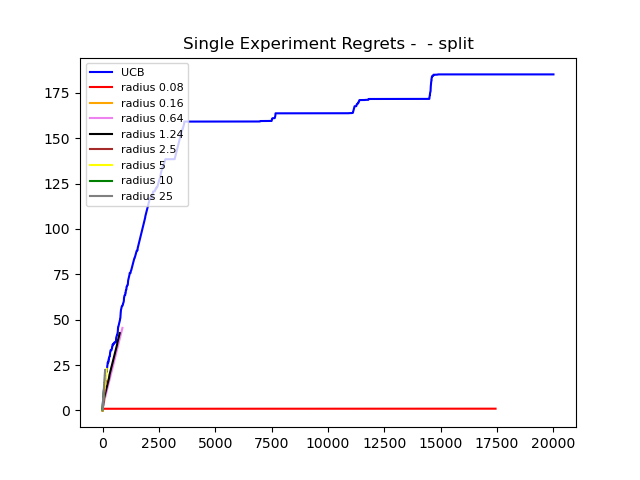 Single Experiment Regrets -  - split
UCB
radius 0.08
radius 0.16
radius 0.64
radius 1.24
radius 2.5
radius 5
radius 10
radius 25
175
150
125
100
75
50
25
0
0 2500 5000 7500 10000 12500 15000 17500 20000